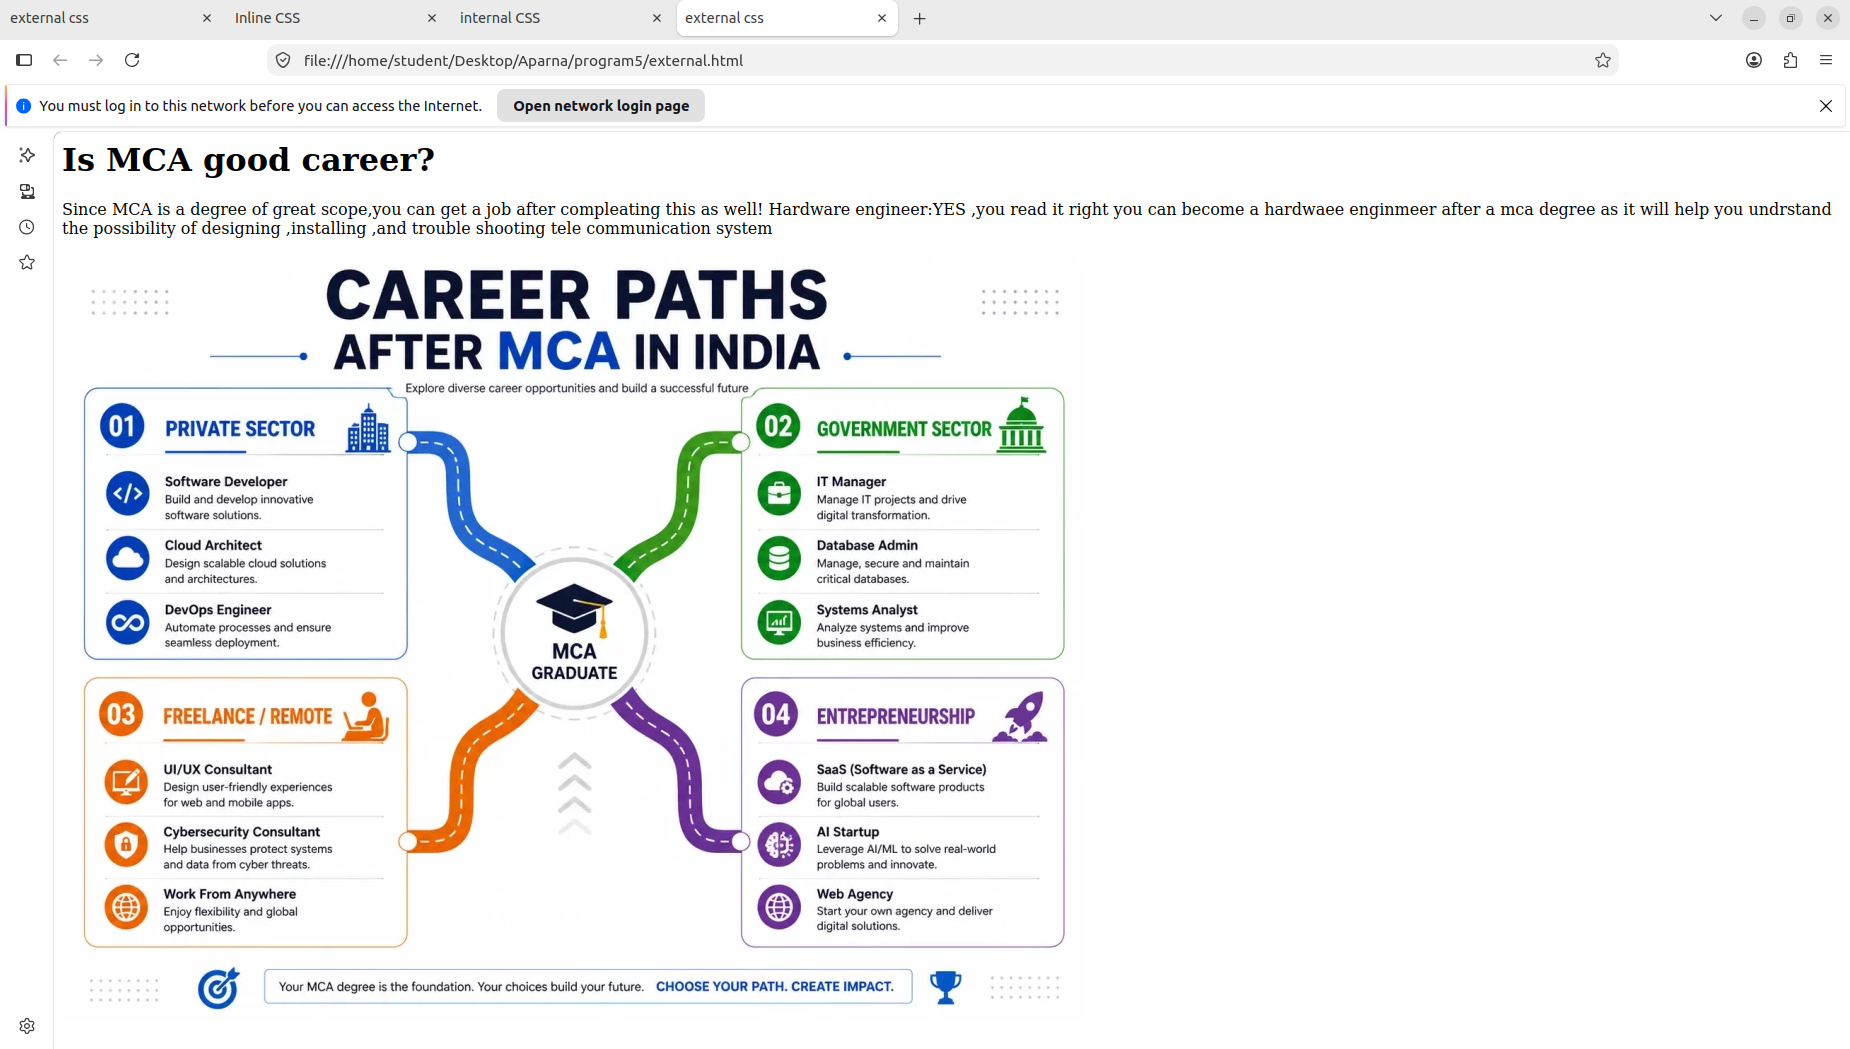 external css
Inline CSS
internal CSS
external css
file:///home/student/Desktop/Aparna/program5/external.html
You must log in to this network before you can access the Internet.
Open network login page
Is MCA good career?
Since MCA is a degree of great scope,you can get a job after compleating this as well! Hardware engineer:YES ,you read it right you can become a hardwaee enginmeer after a mca degree as it will help you undrstand
the possibility of designing ,installing ,and trouble shooting tele communication system
CAREER PATHS
AFTER MCA IN INDIA
Explore diverse career opportunities and build a successful future
01 PRIVATE SECTOR
Software Developer
Build and develop innovative
software solutions.
Cloud Architect
Design scalable cloud solutions
and architectures.
DevOps Engineer
Automate processes and ensure
seamless deployment.
02 GOVERNMENT SECTOR
IT Manager
Manage IT projects and drive
digital transformation.
Database Admin
Manage, secure and maintain
critical databases.
Systems Analyst
Analyze systems and improve
business efficiency.
MCA
GRADUATE
03 FREELANCE / REMOTE
UI/UX Consultant
Design user-friendly experiences
for web and mobile apps.
Cybersecurity Consultant
Help businesses protect systems
and data from cyber threats.
Work From Anywhere
Enjoy flexibility and global
opportunities.
04 ENTREPRENEURSHIP
SaaS (Software as a Service)
Build scalable software products
for global users.
AI Startup
Leverage AI/ML to solve real-world
problems and innovate.
Web Agency
Start your own agency and deliver
digital solutions.
Your MCA degree is the foundation. Your choices build your future. CHOOSE YOUR PATH. CREATE IMPACT.